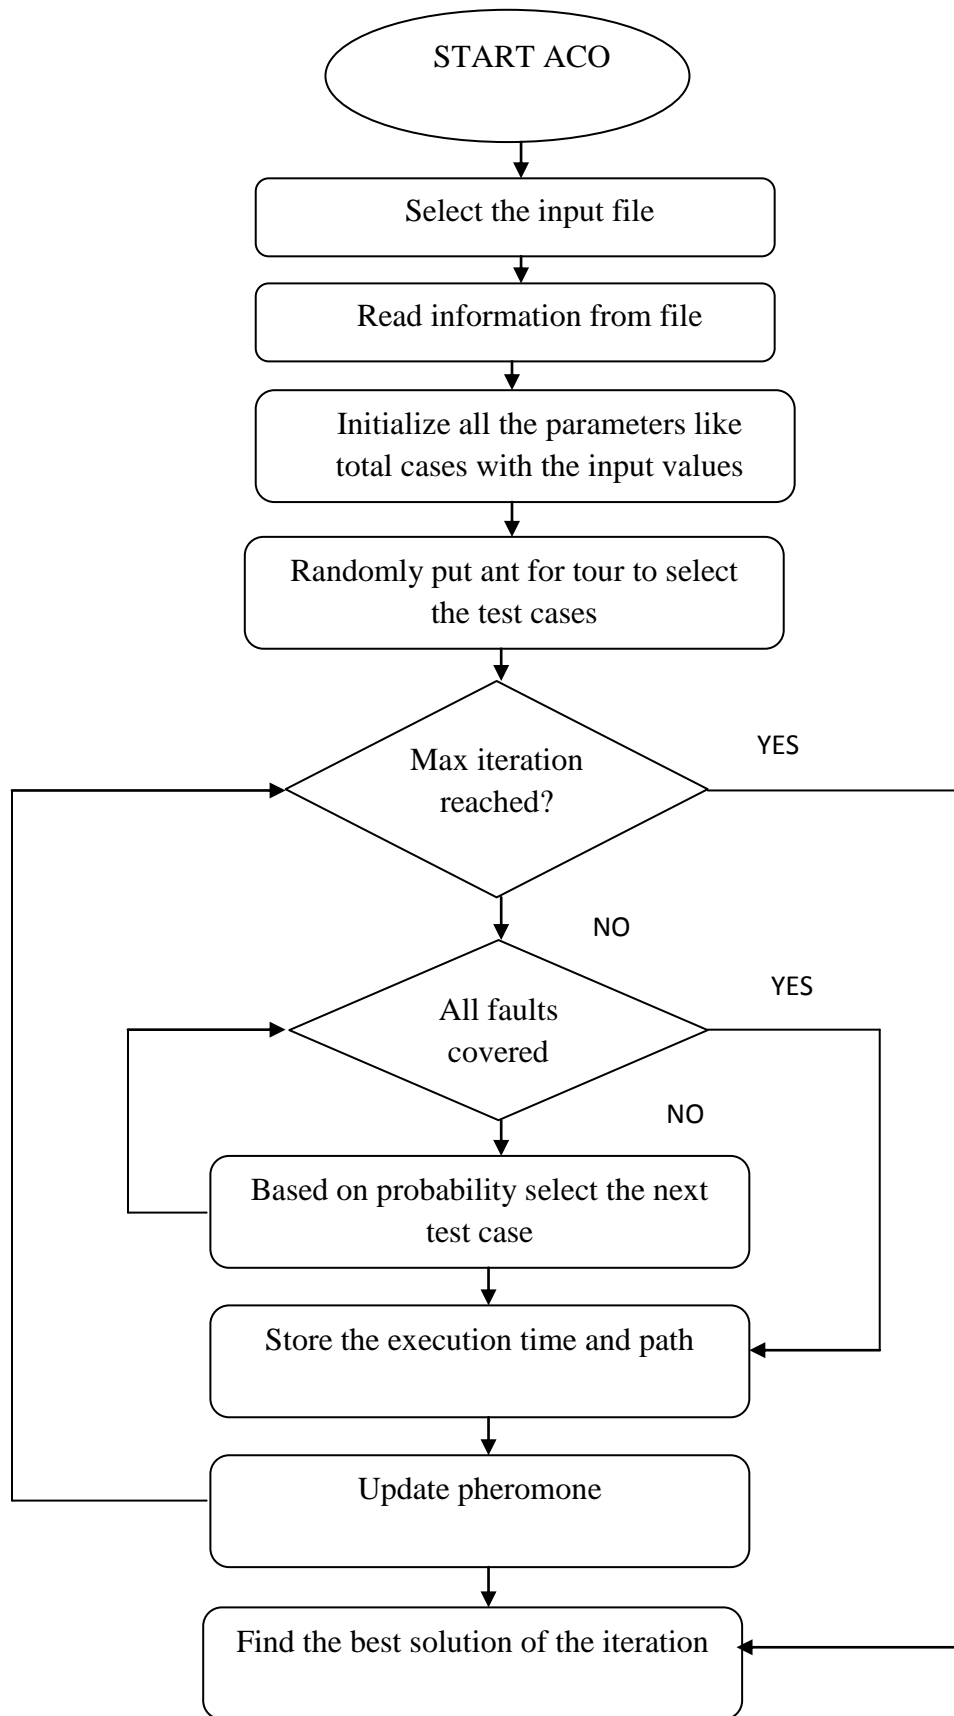 START ACO
Select the input file
Read information from file
Initialize all the parameters like
total cases with the input values
Randomly put ant for tour to select
the test cases
Max iteration
reached?
YES
NO
All faults
covered
YES
NO
Based on probability select the next
test case
Store the execution time and path
Update pheromone
Find the best solution of the iteration